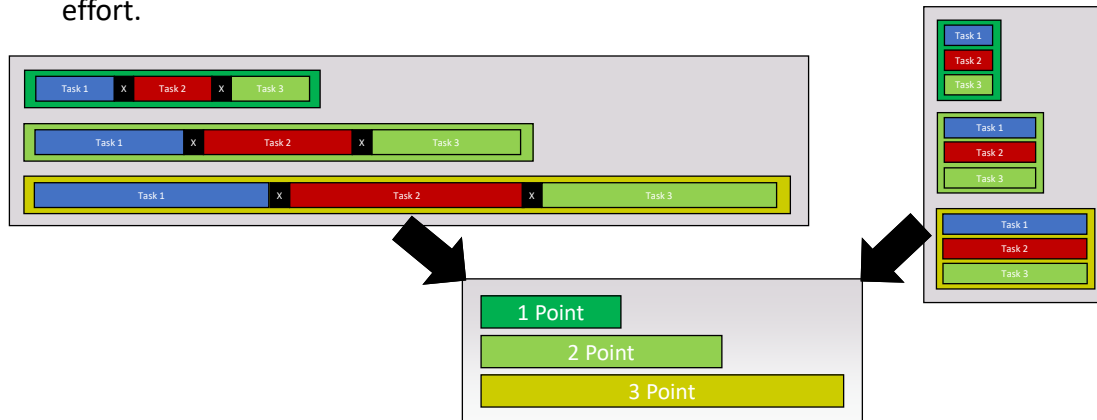 effort.
Task 1 X Task 2 X Task 3
Task 1 X Task 2 X Task 3
Task 1 X Task 2 X Task 3
Task 1
Task 2
Task 3
Task 1
Task 2
Task 3
Task 1
Task 2
Task 3
1 Point
2 Point
3 Point